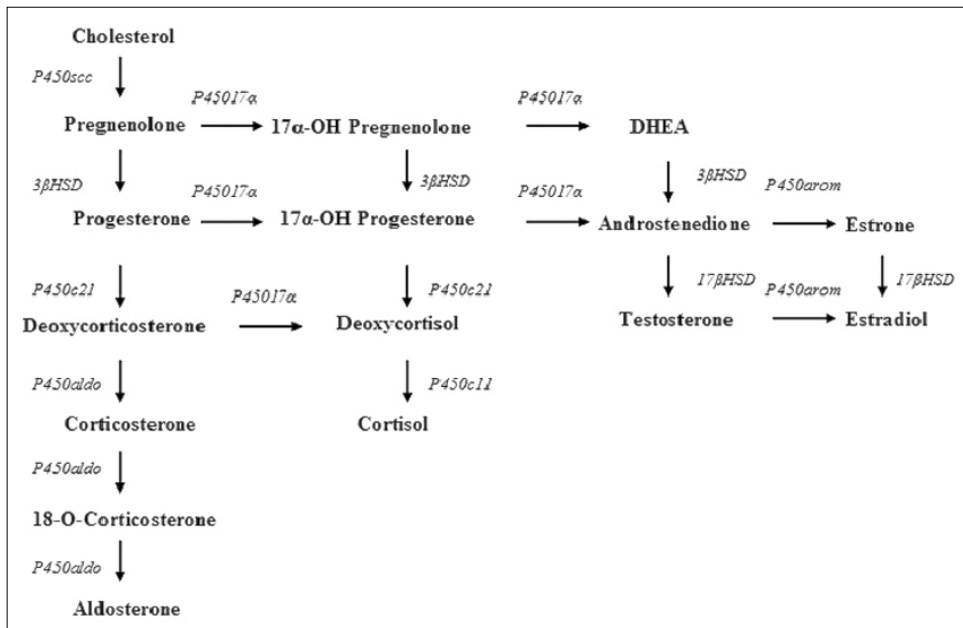 Cholesterol
P450scc
P45017α P45017α
Pregnenolone 17α-OH Pregnenolone DHEA
3βHSD P45017α 3βHSD P45017α 3βHSD P450arom
Progesterone 17α-OH Progesterone Androstenedione Estrone
P450c21 P45017α P450c21 17βHSD P450arom 17βHSD
Deoxycorticosterone Deoxycortisol Testosterone Estradiol
P450aldo P450c11
Corticosterone Cortisol
P450aldo
18-O-Corticosterone
P450aldo
Aldosterone